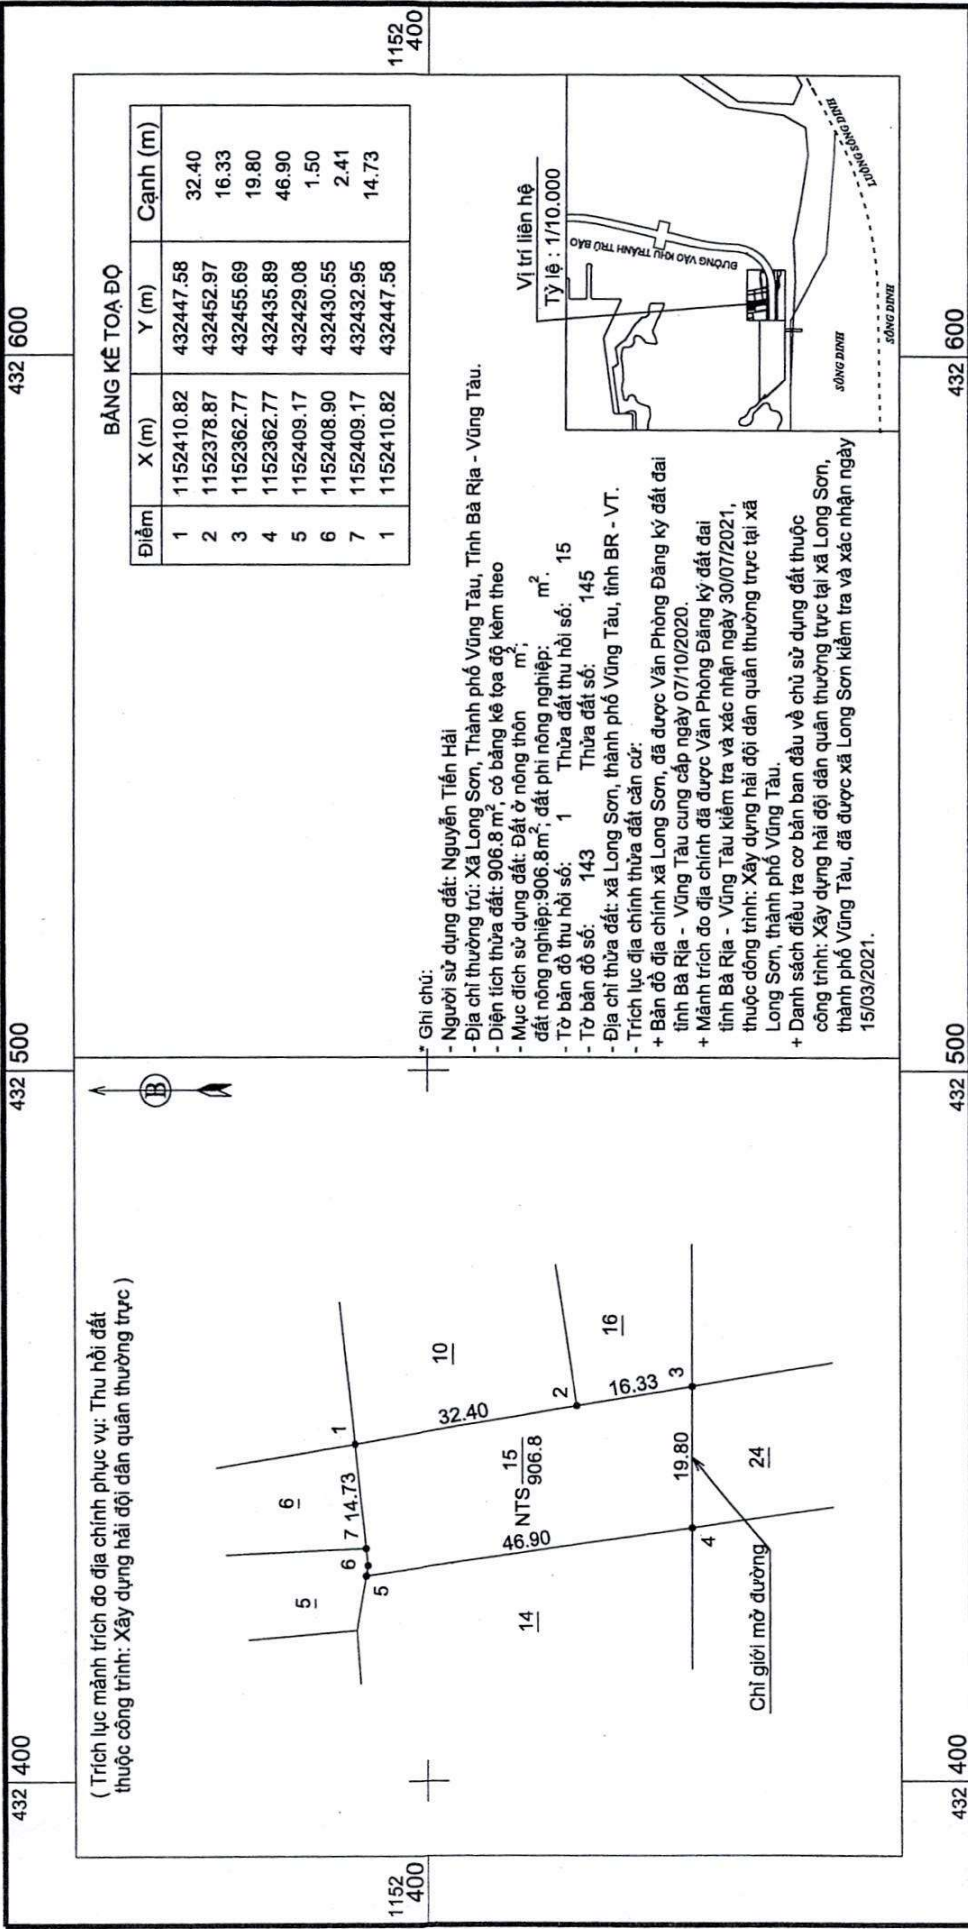 432 400
432 500
432 600
1152
400
1152
400
( Trích lục mảnh trích đo địa chính phục vụ: Thu hồi đất
thuộc công trình: Xây dựng hải đội dân quân thường trực )
B
5
6
10
16
14
24
NTS 15
906.8
1
2
3
4
5
6
7
14.73
32.40
16.33
19.80
46.90
Chỉ giới mở đường
BẢNG KÊ TOẠ ĐỘ
Điểm X (m) Y (m) Cạnh (m)
1 1152410.82 432447.58
32.40
2 1152378.87 432452.97
16.33
3 1152362.77 432455.69
19.80
4 1152362.77 432435.89
46.90
5 1152409.17 432429.08
1.50
6 1152408.90 432430.55
2.41
7 1152409.17 432432.95
14.73
1 1152410.82 432447.58
* Ghi chú:
- Người sử dụng đất: Nguyễn Tiến Hải
- Địa chỉ thường trú: Xã Long Sơn, Thành phố Vũng Tàu, Tỉnh Bà Rịa - Vũng Tàu.
- Diện tích thửa đất: 906.8 m², có bảng kê tọa độ kèm theo
- Mục đích sử dụng đất: Đất ở nông thôn m²;
đất nông nghiệp:906.8m²; đất phi nông nghiệp: m².
- Tờ bản đồ thu hồi số: 1 Thửa đất thu hồi số: 15
- Tờ bản đồ số: 143 Thửa đất số: 145
- Địa chỉ thửa đất: xã Long Sơn, thành phố Vũng Tàu, tỉnh BR - VT.
- Trích lục địa chính thửa đất căn cứ:
+ Bản đồ địa chính xã Long Sơn, đã được Văn Phòng Đăng ký đất đai
tỉnh Bà Rịa - Vũng Tàu cung cấp ngày 07/10/2020.
+ Mảnh trích đo địa chính đã được Văn Phòng Đăng ký đất đai
tỉnh Bà Rịa - Vũng Tàu kiểm tra và xác nhận ngày 30/07/2021,
thuộc dông trình: Xây dựng hải đội dân quân thường trực tại xã
Long Sơn, thành phố Vũng Tàu.
+ Danh sách điều tra cơ bản ban đầu về chủ sử dụng đất thuộc
công trình: Xây dựng hải đội dân quân thường trực tại xã Long Sơn,
thành phố Vũng Tàu, đã được xã Long Sơn kiểm tra và xác nhận ngày
15/03/2021.
Vị trí liên hệ
Tỷ lệ : 1/10.000
ĐƯỜNG VÀO KHU TRÁNH TRÚ BÃO
SÔNG DINH
LUỒNG SÔNG DINH
SÔNG DINH
432 400
432 500
432 600